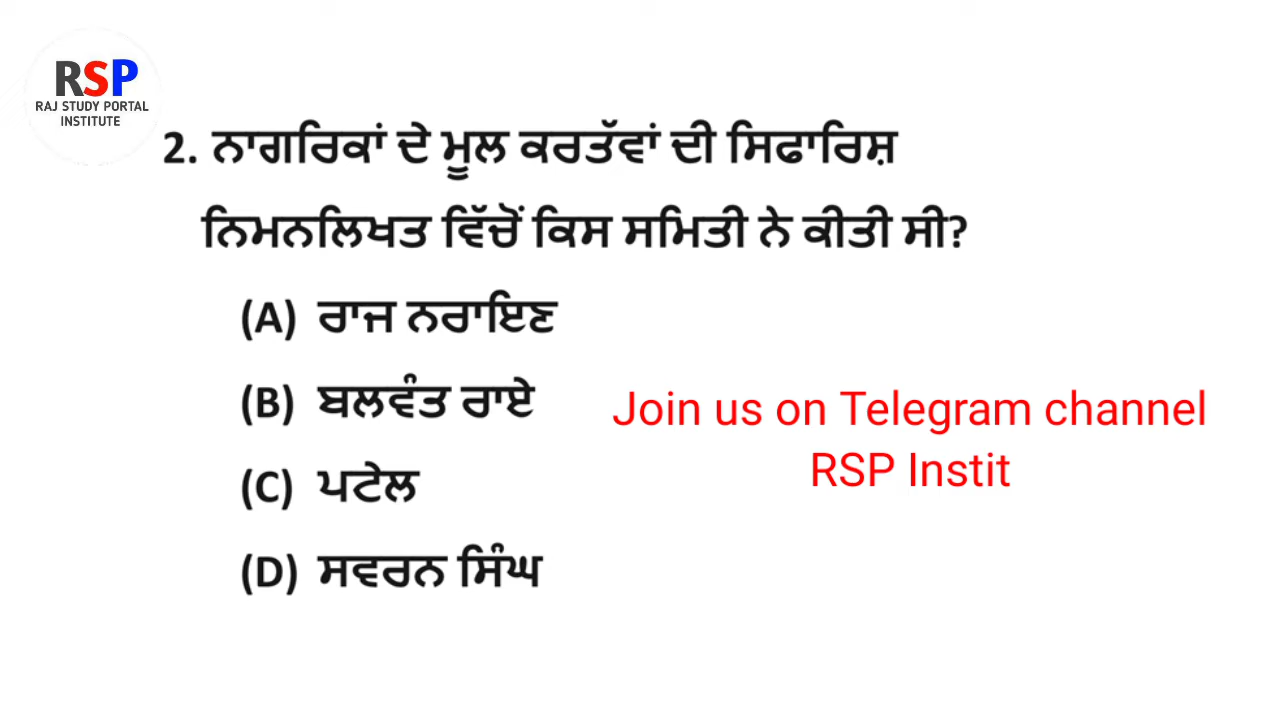 RSP
RAJ STUDY PORTAL
INSTITUTE
2. ਨਾਗਰਿਕਾਂ ਦੇ ਮੂਲ ਕਰਤੱਵਾਂ ਦੀ ਸਿਫਾਰਿਸ਼
ਨਿਮਨਲਿਖਤ ਵਿੱਚੋਂ ਕਿਸ ਸਮਿਤੀ ਨੇ ਕੀਤੀ ਸੀ?
(A) ਰਾਜ ਨਰਾਇਣ
(B) ਬਲਵੰਤ ਰਾਏ
(C) ਪਟੇਲ
(D) ਸਵਰਨ ਸਿੰਘ
Join us on Telegram channel
RSP Instit